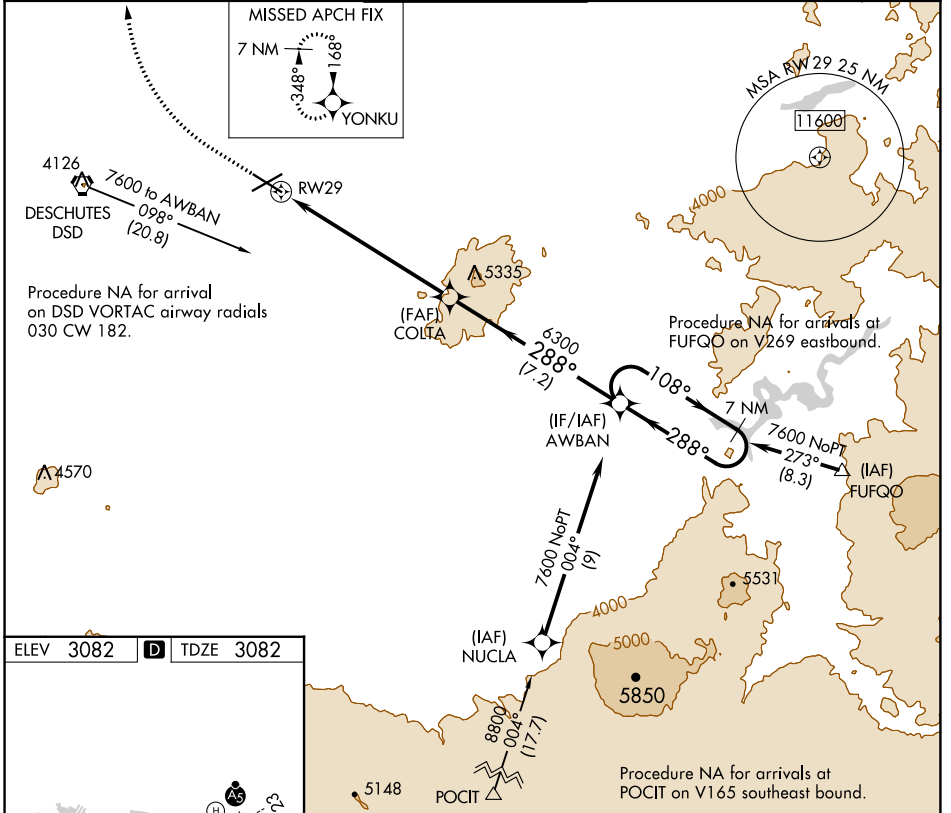 MISSED APCH FIX
7 NM
348°
168°
YONKU
MSA RW29 25 NM
11600
4126
DESCHUTES
DSD
7600 to AWBAN
098°
(20.8)
RW29
4000
Procedure NA for arrival
on DSD VORTAC airway radials
030 CW 182.
5335
(FAF)
COLTA
6300
288°
(7.2)
Procedure NA for arrivals at
FUFQO on V269 eastbound.
108°
7 NM
288°
(IF/IAF)
AWBAN
7600 NoPT
273°
(8.3)
(IAF)
FUFQO
4570
7600 NoPT
004°
(9)
5531
4000
(IAF)
NUCLA
5000
5850
ELEV 3082
D
TDZE 3082
8800
004°
(17.7)
POCIT
5148
Procedure NA for arrivals at
POCIT on V165 southeast bound.
A5
H
23